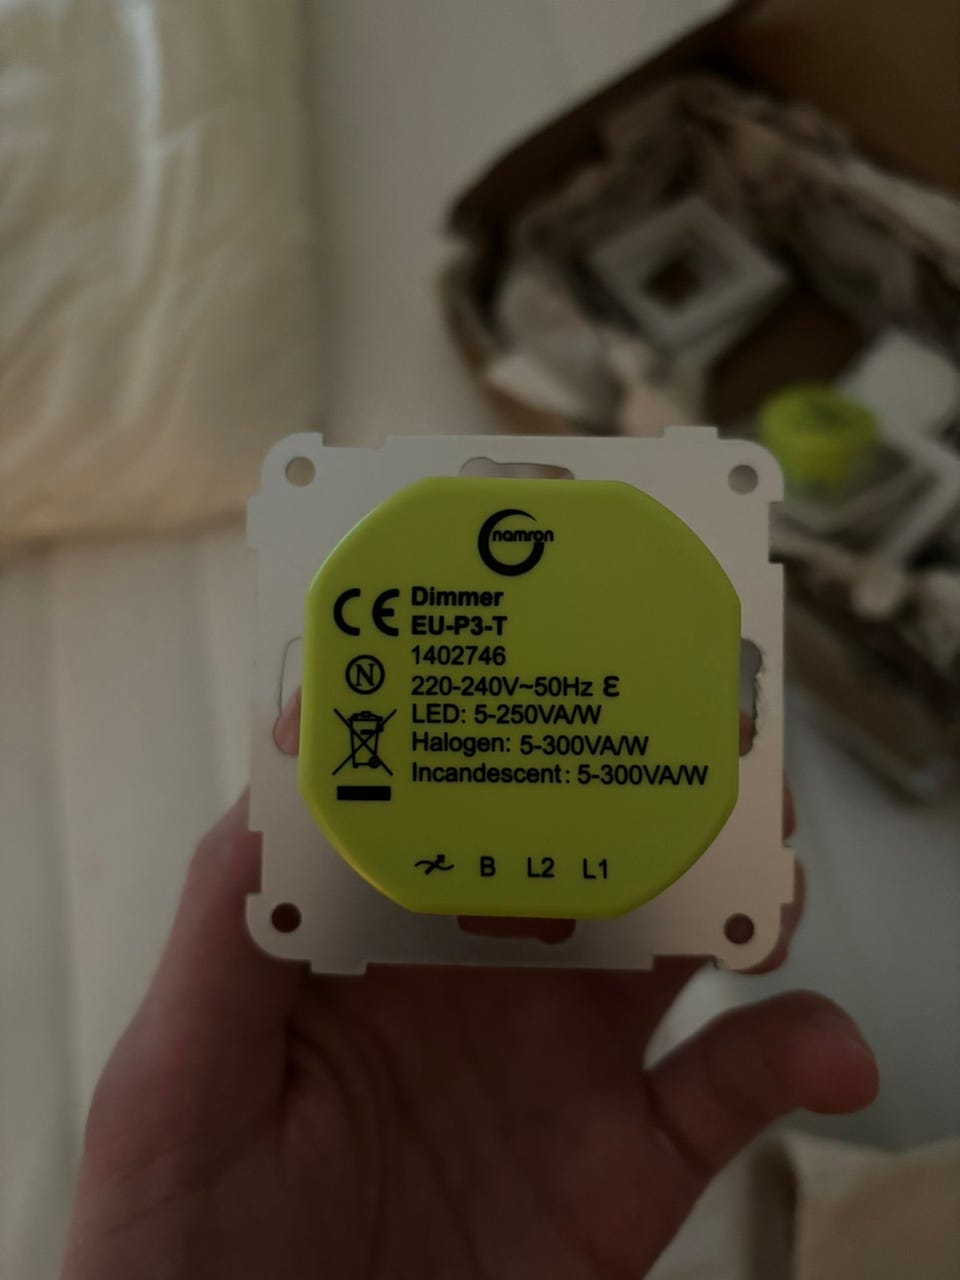 namron
CE Dimmer
EU-P3-T
N 1402746
220-240V~50Hz Ɛ
LED: 5-250VA/W
Halogen: 5-300VA/W
Incandescent: 5-300VA/W
B L2 L1